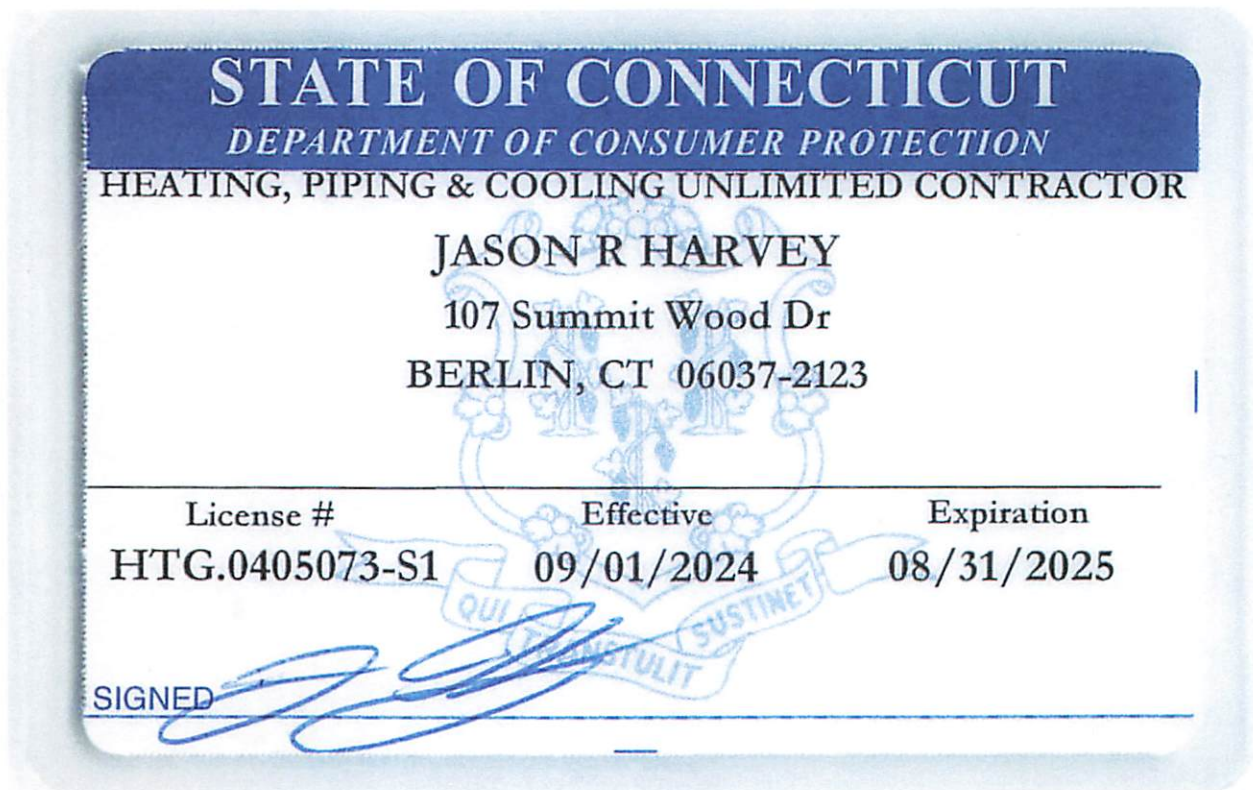 STATE OF CONNECTICUT
DEPARTMENT OF CONSUMER PROTECTION
HEATING, PIPING & COOLING UNLIMITED CONTRACTOR
JASON R HARVEY
107 Summit Wood Dr
BERLIN, CT 06037-2123
License # Effective Expiration
HTG.0405073-S1 09/01/2024 08/31/2025
QUI TRANSTULIT SUSTINET
SIGNED